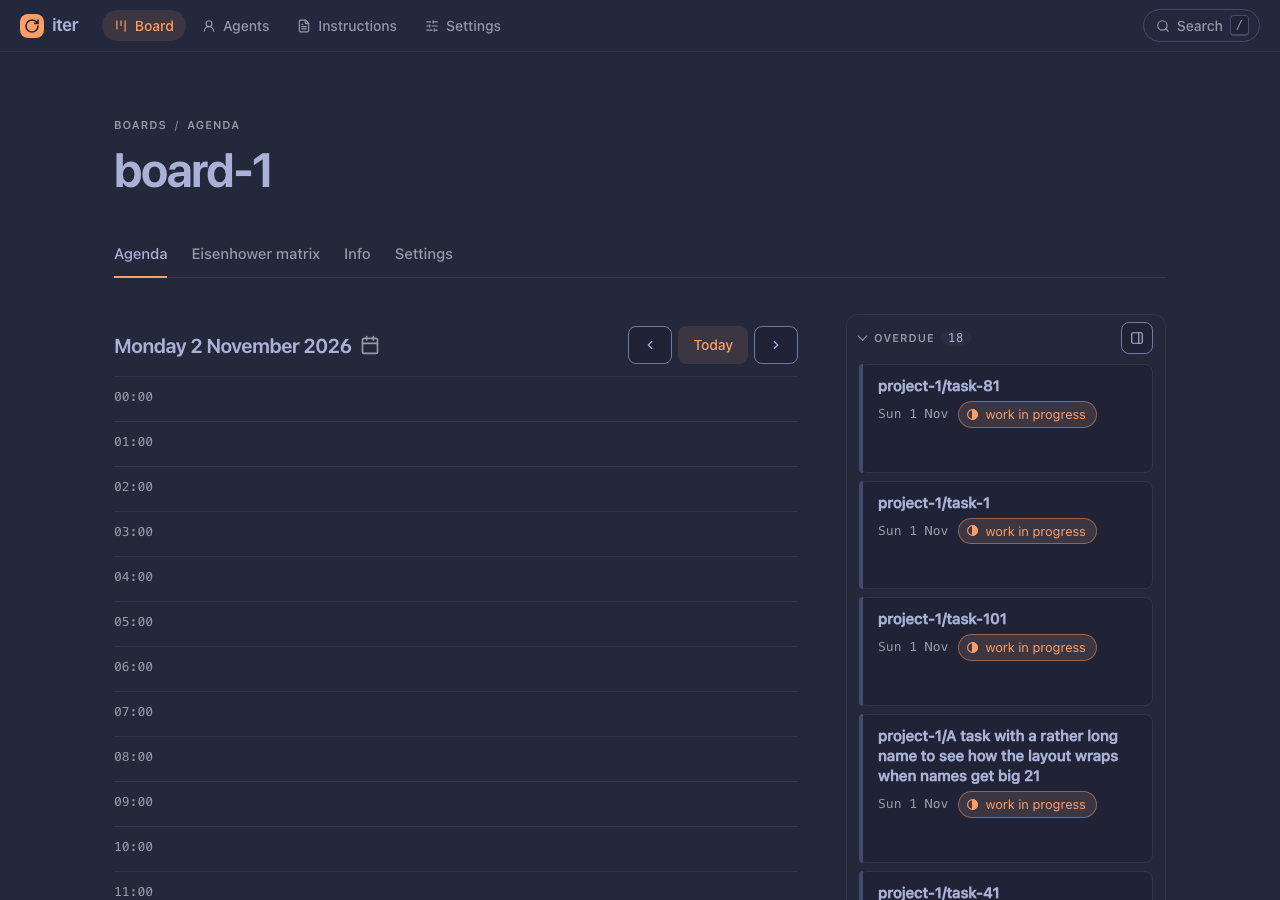 iter
Board
Agents
Instructions
Settings
Search /
BOARDS / AGENDA
board-1
Agenda
Eisenhower matrix
Info
Settings
Monday 2 November 2026
Today
00:00
01:00
02:00
03:00
04:00
05:00
06:00
07:00
08:00
09:00
10:00
11:00
OVERDUE 18
project-1/task-81
Sun 1 Nov work in progress
project-1/task-1
Sun 1 Nov work in progress
project-1/task-101
Sun 1 Nov work in progress
project-1/A task with a rather long
name to see how the layout wraps
when names get big 21
Sun 1 Nov work in progress
project-1/task-41